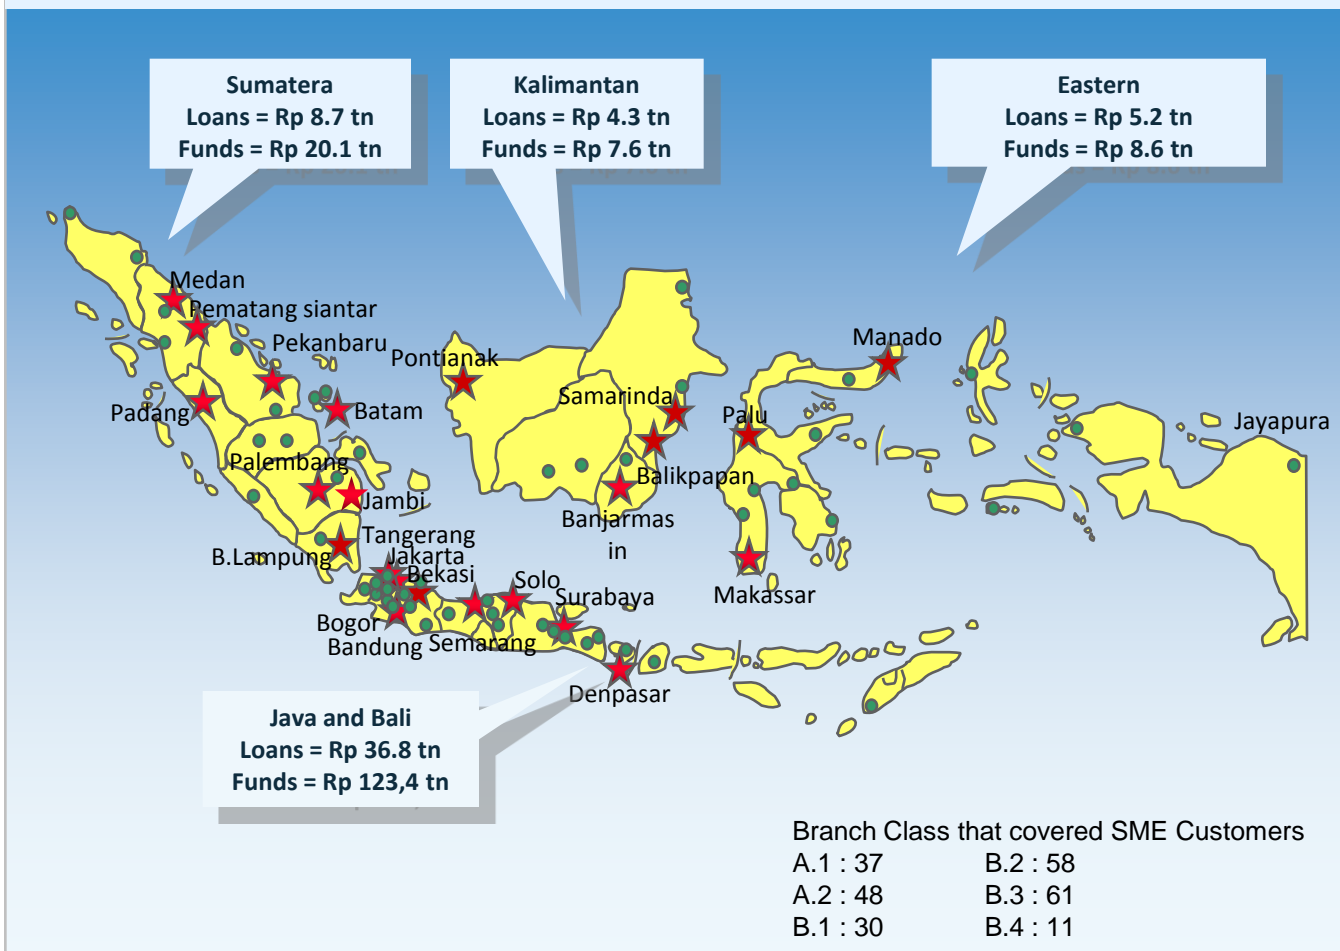 Sumatera
Loans = Rp 8.7 tn
Funds = Rp 20.1 tn
Kalimantan
Loans = Rp 4.3 tn
Funds = Rp 7.6 tn
Eastern
Loans = Rp 5.2 tn
Funds = Rp 8.6 tn
Medan
Pematang siantar
Pekanbaru
Padang
Batam
Palembang
Jambi
B.Lampung
Tangerang
Jakarta
Bekasi
Bogor
Bandung
Semarang
Solo
Surabaya
Denpasar
Pontianak
Samarinda
Balikpapan
Banjarmas
in
Manado
Palu
Makassar
Jayapura
Java and Bali
Loans = Rp 36.8 tn
Funds = Rp 123,4 tn
Branch Class that covered SME Customers
A.1 : 37 B.2 : 58
A.2 : 48 B.3 : 61
B.1 : 30 B.4 : 11